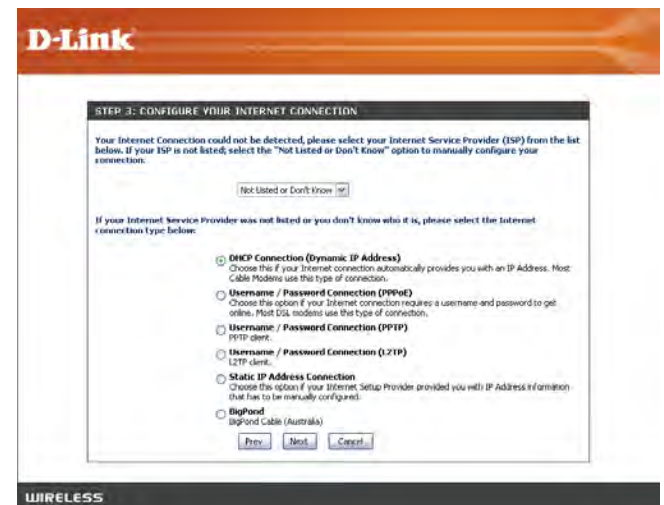 D-Link
STEP 3: CONFIGURE YOUR INTERNET CONNECTION
Your Internet Connection could not be detected, please select your Internet Service Provider (ISP) from the list
below. If your ISP is not listed; select the "Not Listed or Don't Know" option to manually configure your
connection.
Not Listed or Don't Know
If your Internet Service Provider was not listed or you don't know who it is, please select the Internet
connection type below:
DHCP Connection (Dynamic IP Address)
Choose this if your Internet connection automatically provides you with an IP Address. Most
Cable Modems use this type of connection.
Username / Password Connection (PPPoE)
Choose this option if your Internet connection requires a username and password to get
online. Most DSL modems use this type of connection.
Username / Password Connection (PPTP)
PPTP client.
Username / Password Connection (L2TP)
L2TP client.
Static IP Address Connection
Choose this option if your Internet Setup Provider provided you with IP Address information
that has to be manually configured.
BigPond
BigPond Cable (Australia)
Prev Next Cancel
WIRELESS